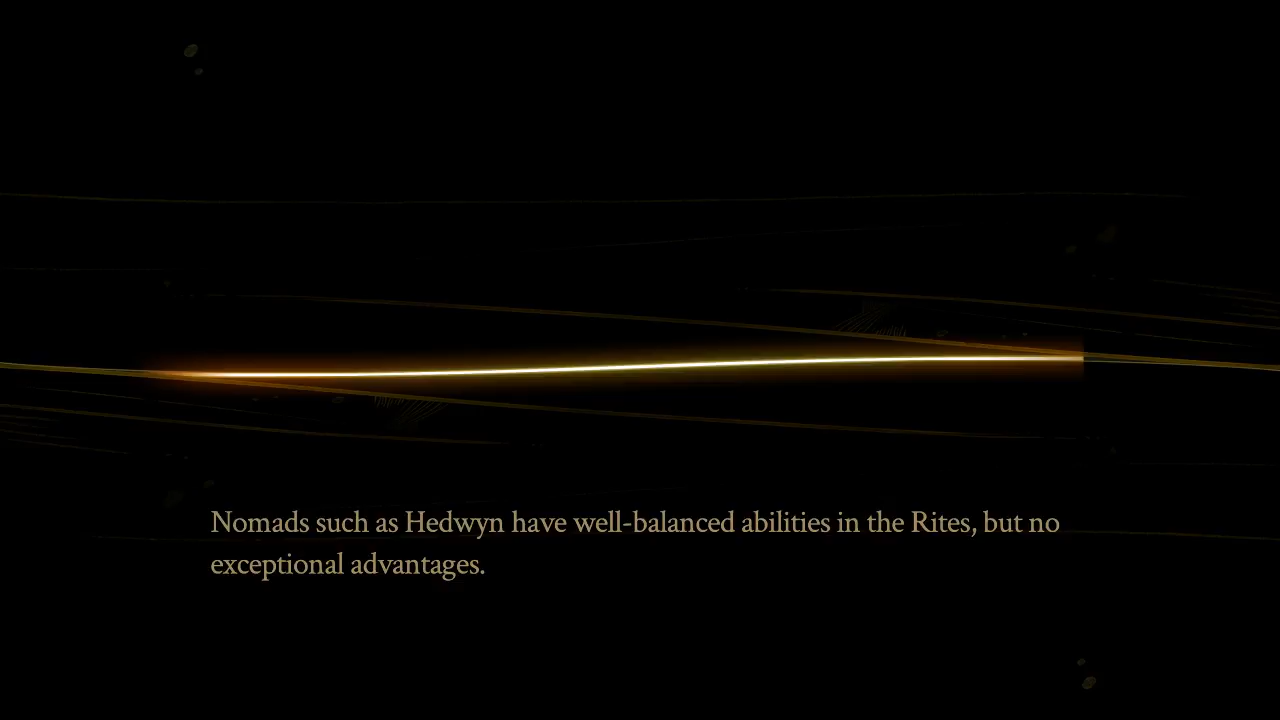 Nomads such as Hedwyn have well-balanced abilities in the Rites, but no
exceptional advantages.